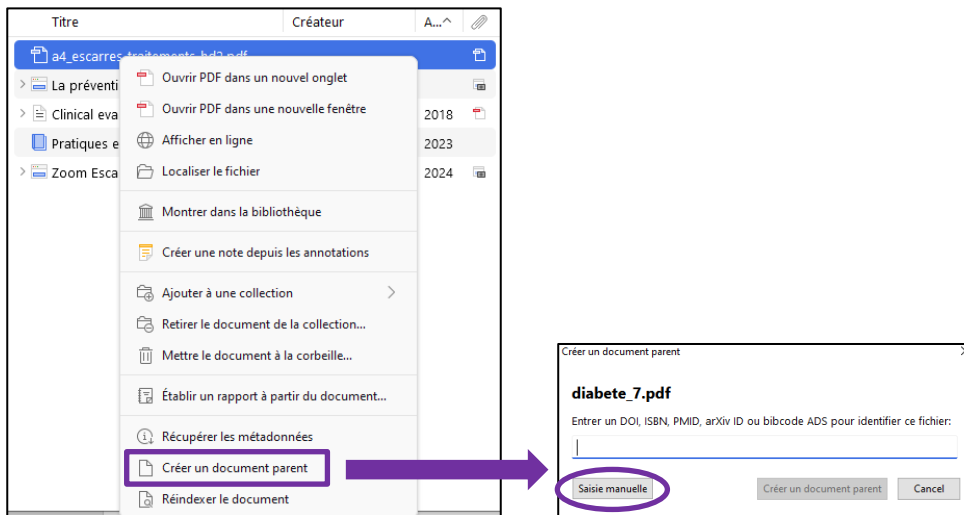 Titre Créateur A...^
a4_escarres_traitements_hd2.pdf
La préventi
Ouvrir PDF dans un nouvel onglet
Clinical eva
Ouvrir PDF dans une nouvelle fenêtre
2018
Pratiques e
Afficher en ligne
2023
Zoom Esca
Localiser le fichier
2024
Montrer dans la bibliothèque
Créer une note depuis les annotations
Ajouter à une collection
Retirer le document de la collection...
Mettre le document à la corbeille...
Établir un rapport à partir du document...
Récupérer les métadonnées
Créer un document parent
Réindexer le document
Créer un document parent
diabete_7.pdf
Entrer un DOI, ISBN, PMID, arXiv ID ou bibcode ADS pour identifier ce fichier:
Saisie manuelle Créer un document parent Cancel